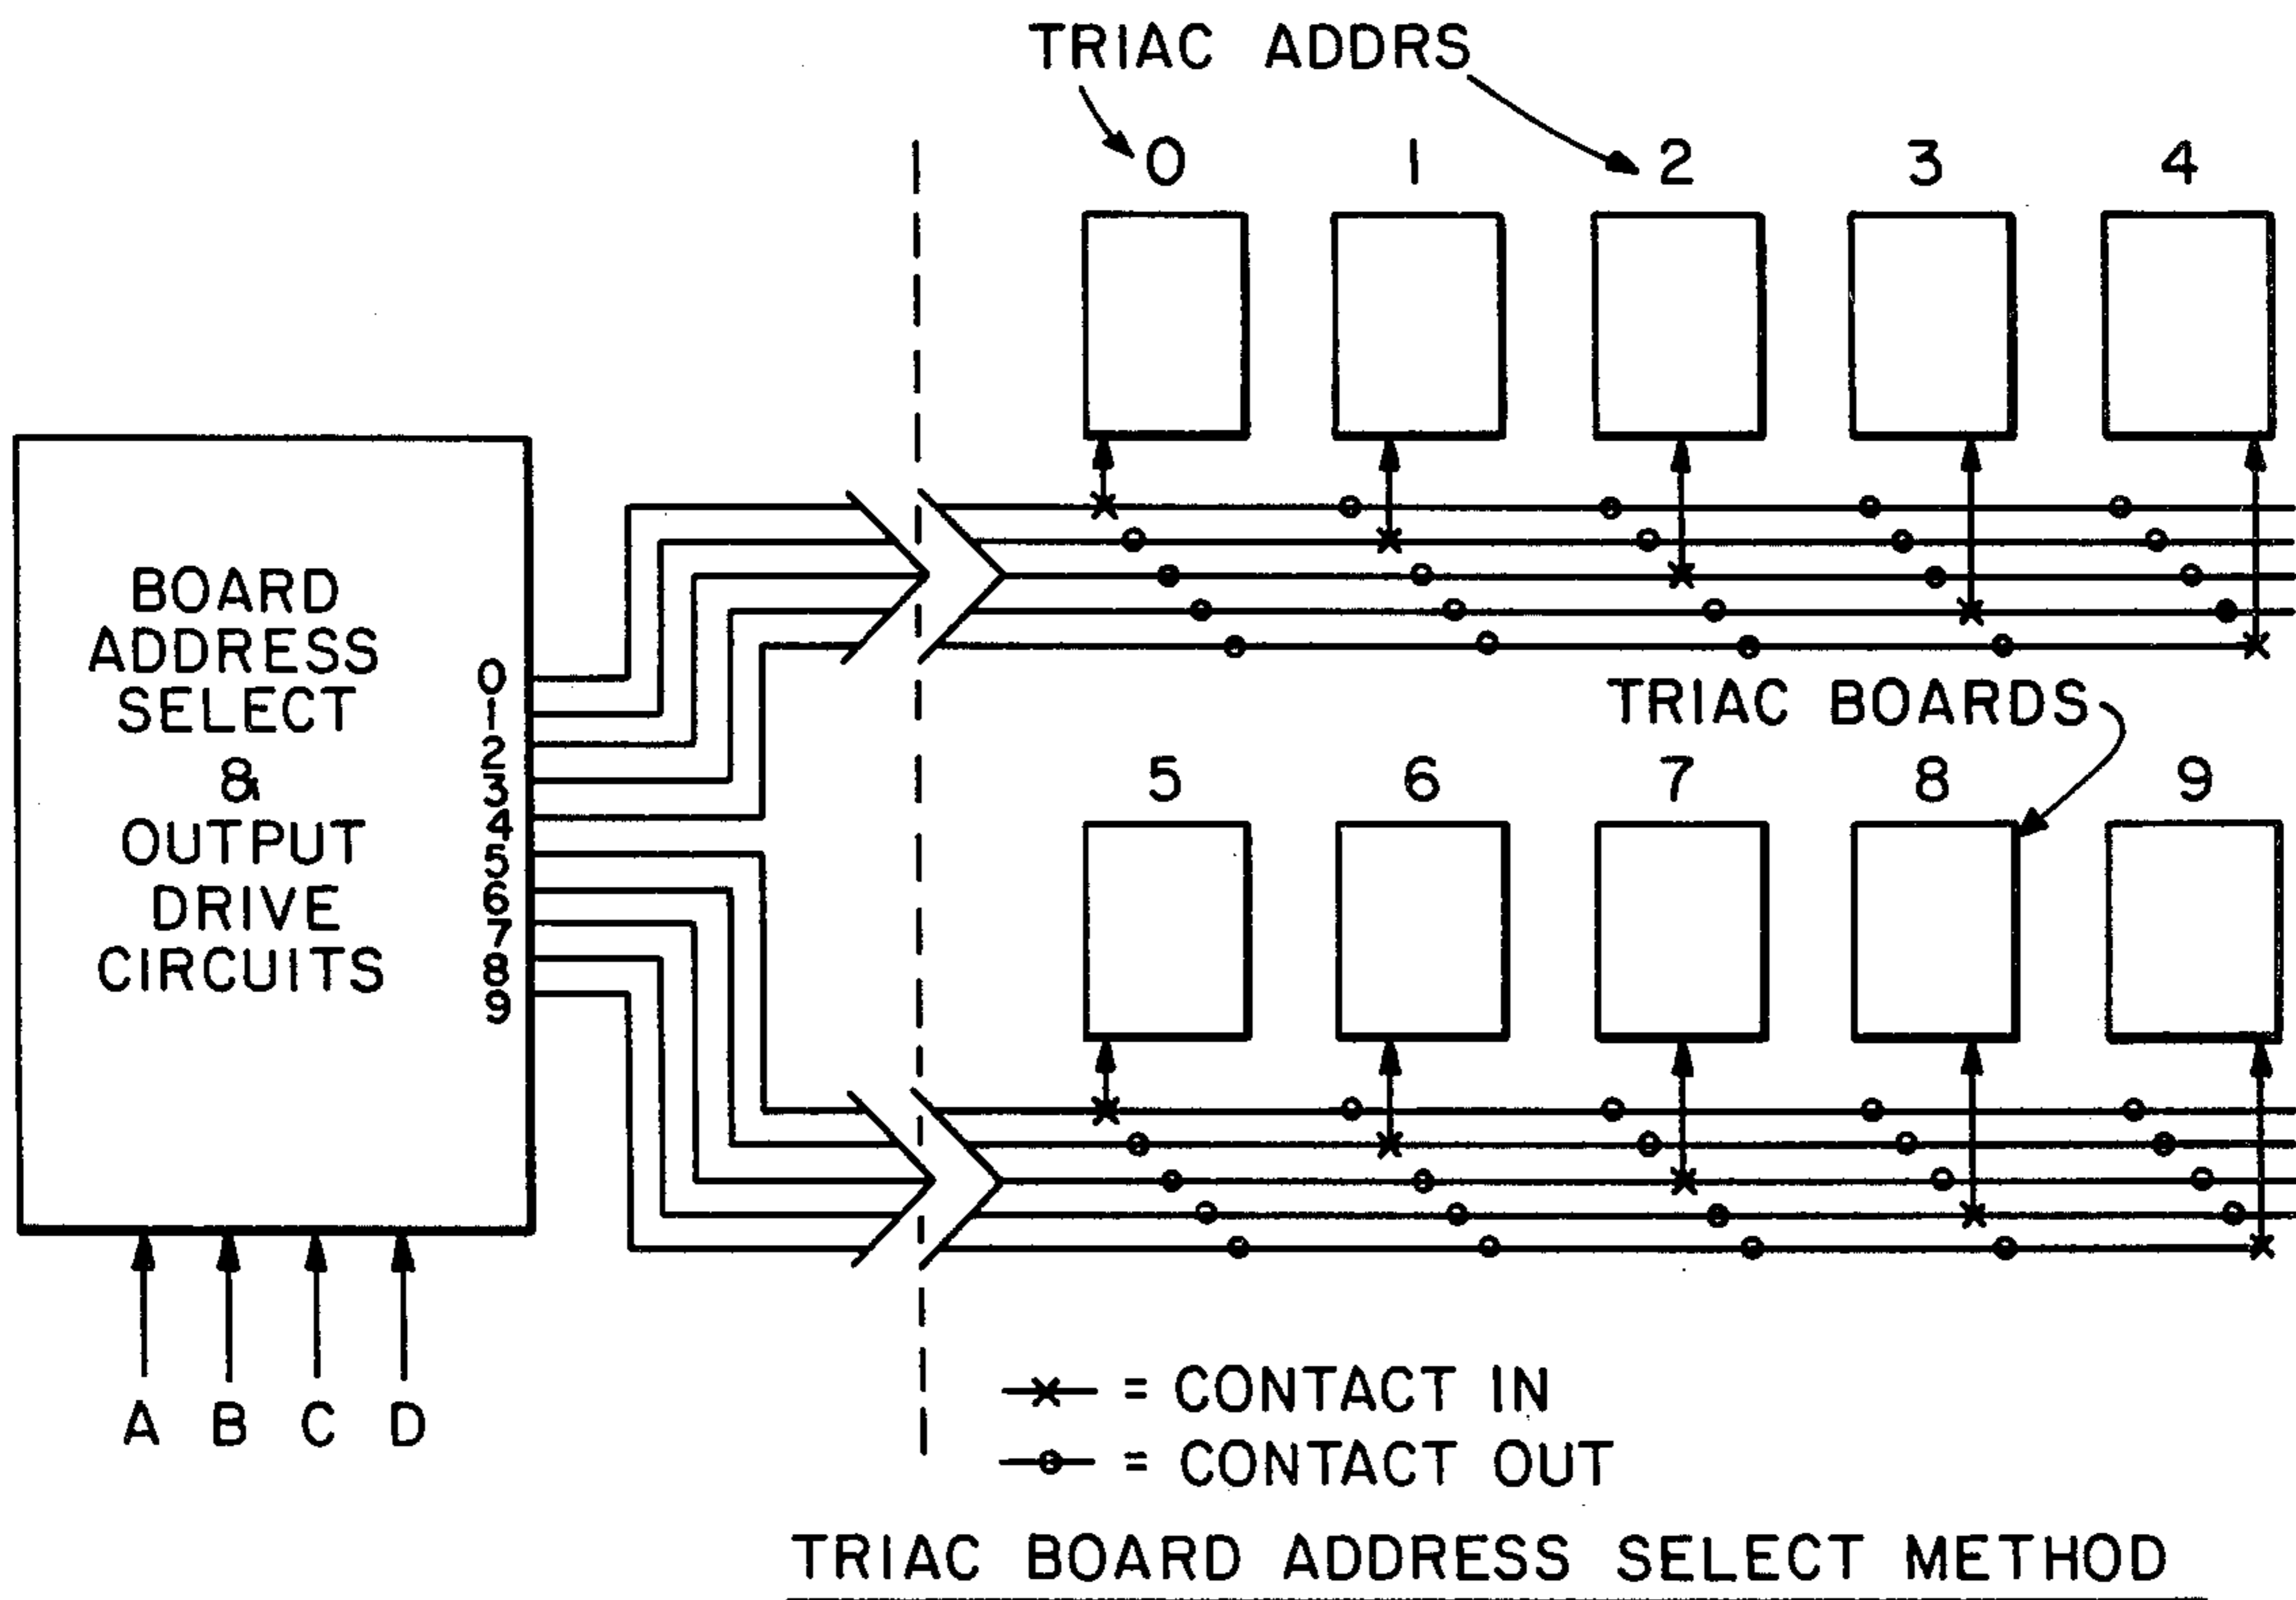 TRIAC ADDRS
0 1 2 3 4
BOARD
ADDRESS
SELECT
&
OUTPUT
DRIVE
CIRCUITS
0
1
2
3
4
5
6
7
8
9
TRIAC BOARDS
5 6 7 8 9
A B C D
= CONTACT IN
= CONTACT OUT
TRIAC BOARD ADDRESS SELECT METHOD